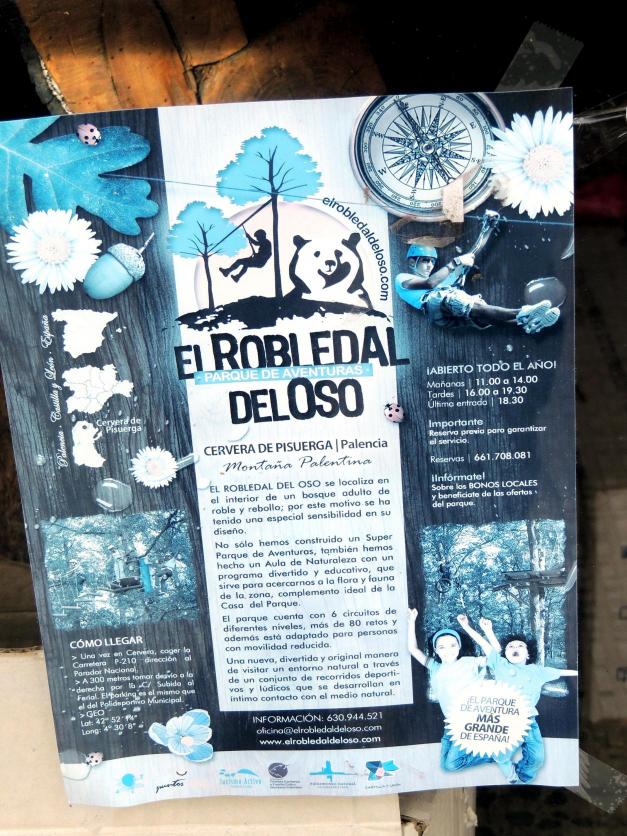 elrobledaldeloso.com
EL ROBLEDAL
PARQUE DE AVENTURAS
DEL OSO
CERVERA DE PISUERGA | Palencia
Montaña Palentina
EL ROBLEDAL DEL OSO se localiza en
el interior de un bosque adulto de
roble y rebollo; por este motivo se ha
tenido una especial sensibilidad en su
diseño.
No sólo hemos construido un Super
Parque de Aventuras, también hemos
hecho un Aula de Naturaleza con un
programa divertido y educativo, que
sirve para acercarnos a la flora y fauna
de la zona, complemento ideal de la
Casa del Parque.
El parque cuenta con 6 circuitos de
diferentes niveles, más de 80 retos y
además está adaptado para personas
con movilidad reducida.
Una nueva, divertida y original manera
de visitar un entorno natural a través
de un conjunto de recorridos deporti-
vos y lúdicos que se desarrollan en
íntimo contacto con el medio natural.
INFORMACIÓN: 630.944.521
oficina@elrobledaldeloso.com
www.elrobledaldeloso.com
Palencia · Castilla y León · España
Cervera de
Pisuerga
CÓMO LLEGAR
> Una vez en Cervera, coger la
Carretera P-210 dirección al
Parador Nacional.
> A 300 metros tomar desvío a la
derecha por la C/ Subida al
Ferial. El Parking es el mismo que
el del Polideportivo Municipal.
> GEO
Lat: 42° 52'
Long: 4° 30' 8"
¡ABIERTO TODO EL AÑO!
Mañanas | 11.00 a 14.00
Tardes | 16.00 a 19.30
Última entrada | 18.30
Importante
Reserva previa para garantizar
el servicio.
Reservas | 661.708.081
¡Infórmate!
Sobre los BONOS LOCALES
y benefíciate de las ofertas
del parque.
¡EL PARQUE
DE AVENTURA
MÁS
GRANDE
DE ESPAÑA!
Turismo Activo